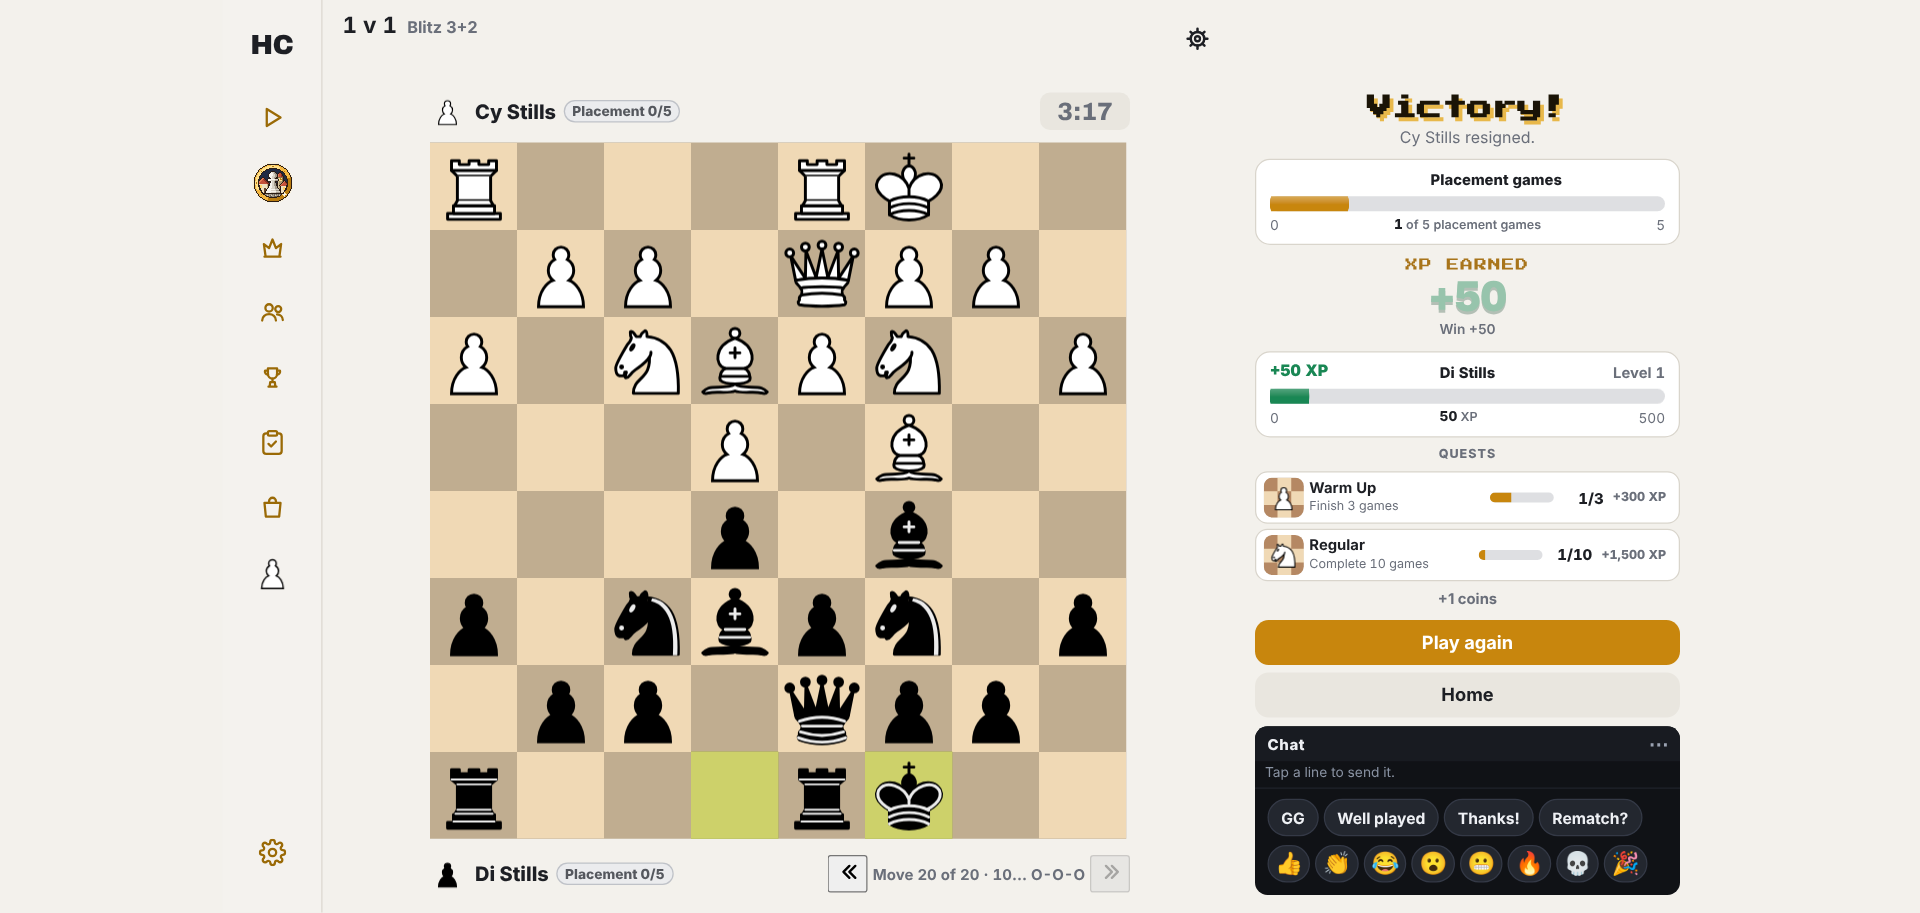 HC
1 v 1 Blitz 3+2
Cy Stills Placement 0/5 3:17
Di Stills Placement 0/5
Move 20 of 20 · 10... O-O-O
Victory!
Cy Stills resigned.
Placement games
0 1 of 5 placement games 5
XP EARNED
+50
Win +50
+50 XP Di Stills Level 1
0 50 XP 500
QUESTS
Warm Up
Finish 3 games
1/3 +300 XP
Regular
Complete 10 games
1/10 +1,500 XP
+1 coins
Play again
Home
Chat
Tap a line to send it.
GG Well played Thanks! Rematch?